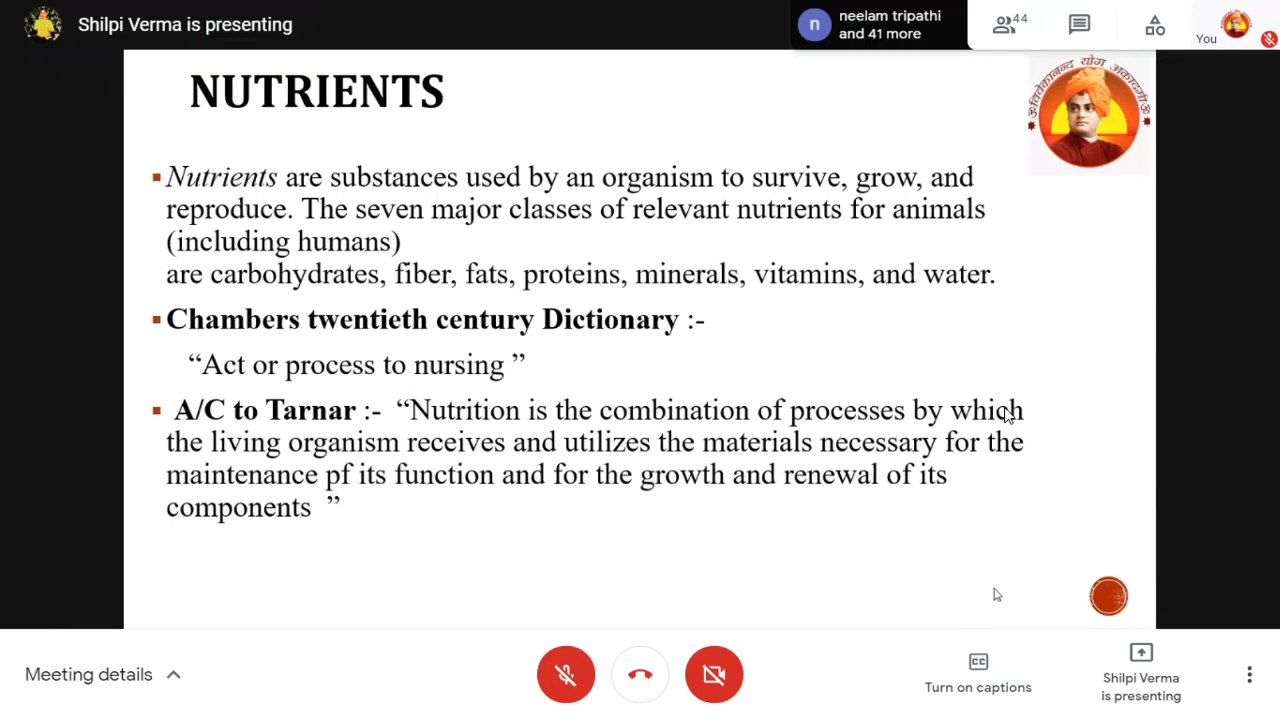 Shilpi Verma is presenting
n
neelam tripathi
and 41 more
44
You
NUTRIENTS
ॐ विवेकानन्द योग अकादमी ॐ
▪Nutrients are substances used by an organism to survive, grow, and
reproduce. The seven major classes of relevant nutrients for animals
(including humans)
are carbohydrates, fiber, fats, proteins, minerals, vitamins, and water.
▪Chambers twentieth century Dictionary :-
“Act or process to nursing ”
▪ A/C to Tarnar :- “Nutrition is the combination of processes by which
the living organism receives and utilizes the materials necessary for the
maintenance pf its function and for the growth and renewal of its
components ”
Meeting details
CC
Turn on captions
Shilpi Verma
is presenting